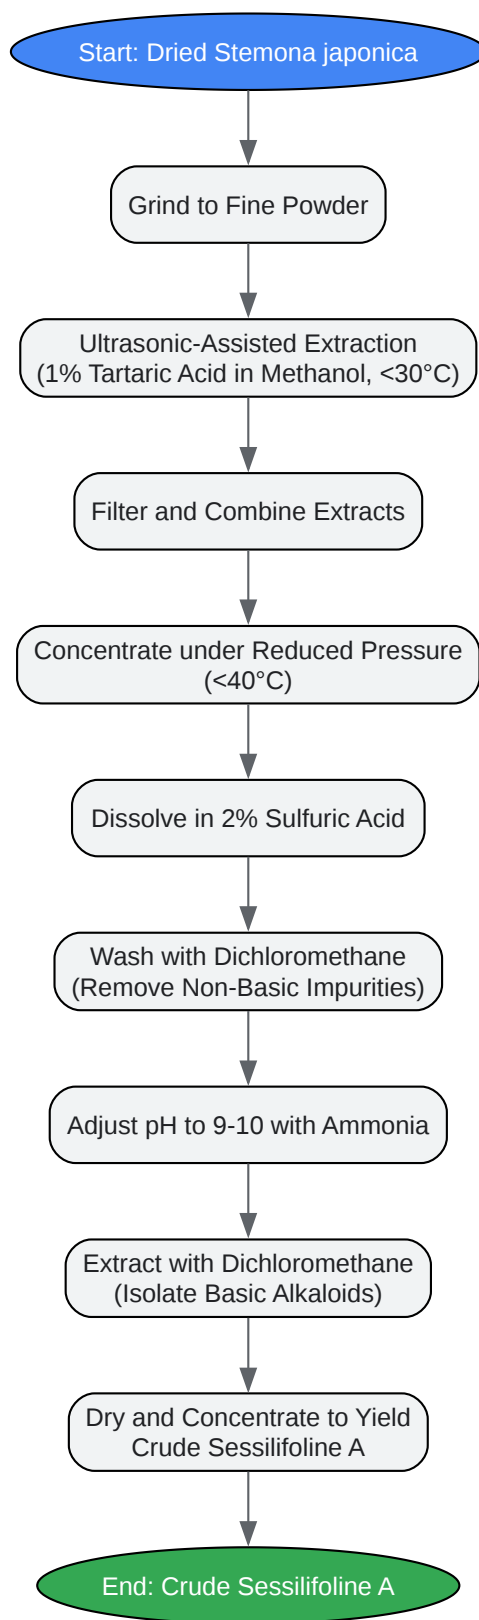 Start: Dried Stemona japonica
Grind to Fine Powder
Ultrasonic-Assisted Extraction
(1% Tartaric Acid in Methanol, <30°C)
Filter and Combine Extracts
Concentrate under Reduced Pressure
(<40°C)
Dissolve in 2% Sulfuric Acid
Wash with Dichloromethane
(Remove Non-Basic Impurities)
Adjust pH to 9-10 with Ammonia
Extract with Dichloromethane
(Isolate Basic Alkaloids)
Dry and Concentrate to Yield
Crude Sessilifoline A
End: Crude Sessilifoline A